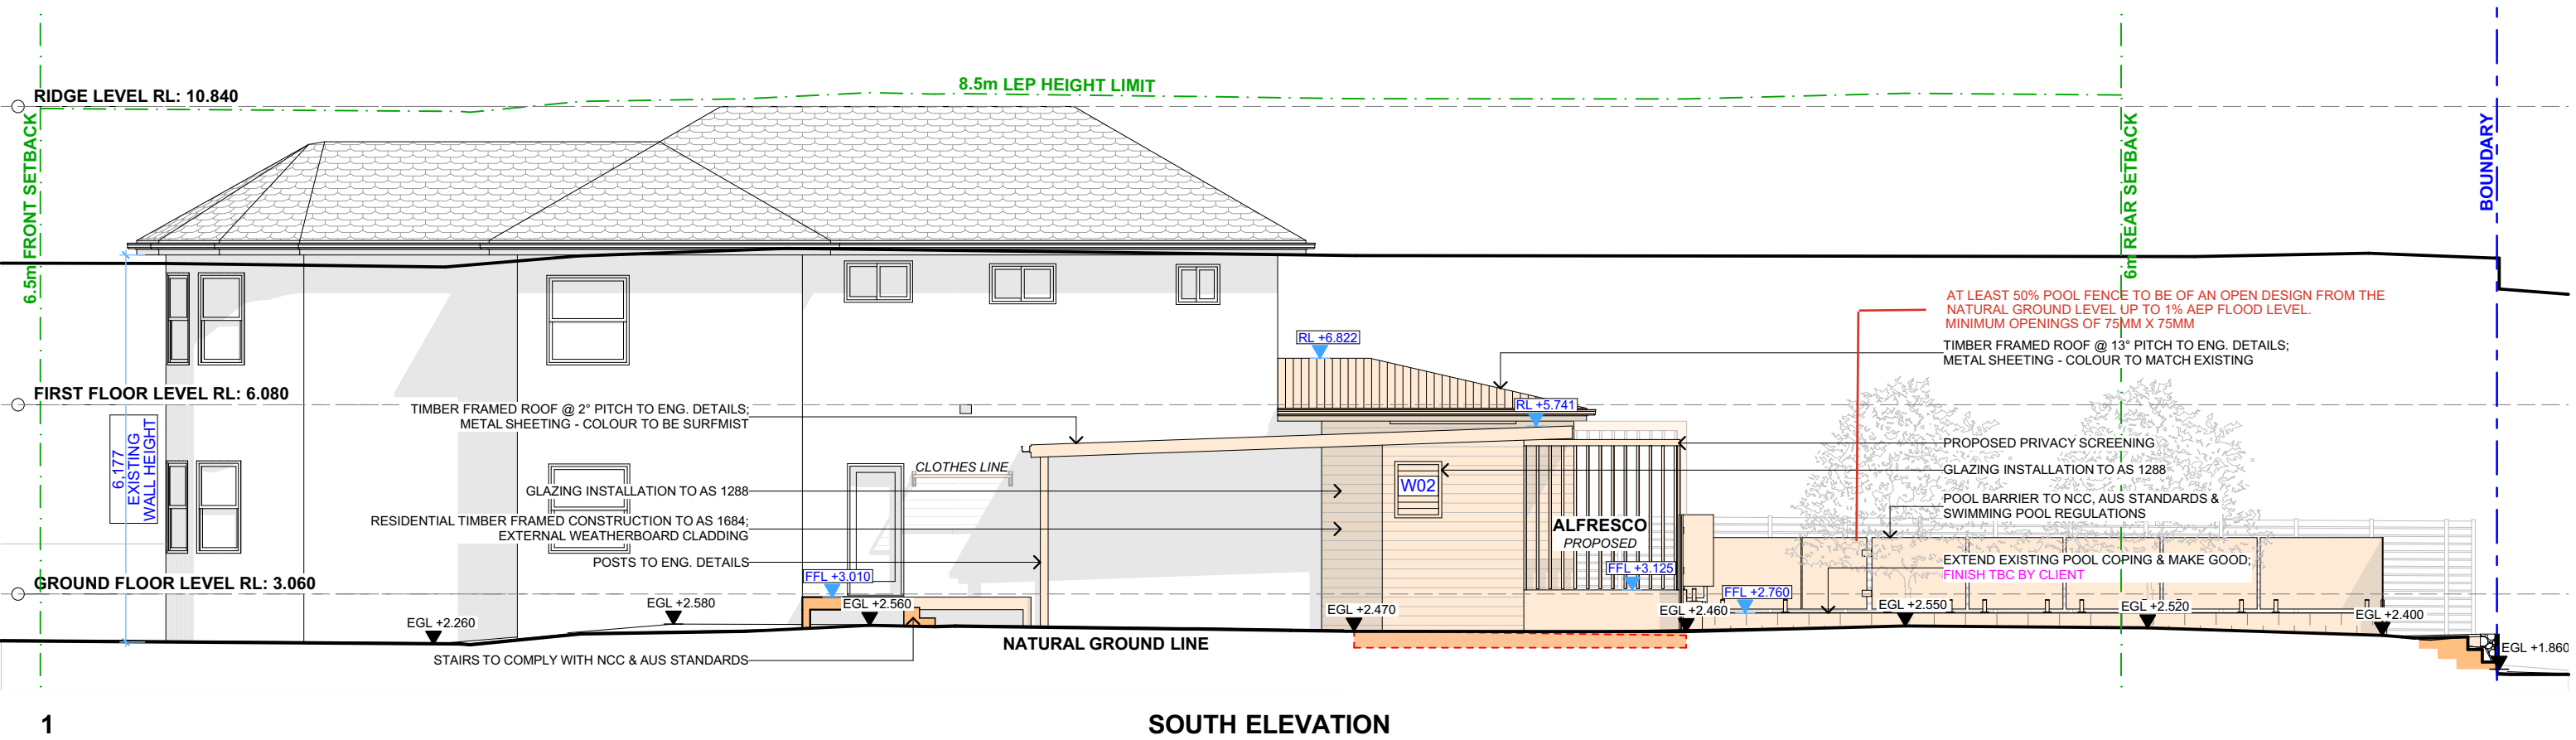 8.5m LEP HEIGHT LIMIT
RIDGE LEVEL RL: 10.840
6.5m FRONT SETBACK
6m REAR SETBACK
BOUNDARY
AT LEAST 50% POOL FENCE TO BE OF AN OPEN DESIGN FROM THE
NATURAL GROUND LEVEL UP TO 1% AEP FLOOD LEVEL.
MINIMUM OPENINGS OF 75MM X 75MM
RL +6.822
TIMBER FRAMED ROOF @ 13° PITCH TO ENG. DETAILS;
METAL SHEETING - COLOUR TO MATCH EXISTING
FIRST FLOOR LEVEL RL: 6.080
TIMBER FRAMED ROOF @ 2° PITCH TO ENG. DETAILS;
METAL SHEETING - COLOUR TO BE SURFMIST
RL +5.741
6,177
EXISTING
WALL HEIGHT
PROPOSED PRIVACY SCREENING
CLOTHES LINE
GLAZING INSTALLATION TO AS 1288
W02
GLAZING INSTALLATION TO AS 1288
POOL BARRIER TO NCC, AUS STANDARDS &
SWIMMING POOL REGULATIONS
RESIDENTIAL TIMBER FRAMED CONSTRUCTION TO AS 1684;
EXTERNAL WEATHERBOARD CLADDING
ALFRESCO
PROPOSED
POSTS TO ENG. DETAILS
EXTEND EXISTING POOL COPING & MAKE GOOD;
FINISH TBC BY CLIENT
GROUND FLOOR LEVEL RL: 3.060
FFL +3.010
FFL +3.125
FFL +2.760
EGL +2.260
EGL +2.580
EGL +2.560
EGL +2.470
EGL +2.460
EGL +2.550
EGL +2.520
EGL +2.400
EGL +1.860
NATURAL GROUND LINE
STAIRS TO COMPLY WITH NCC & AUS STANDARDS
1
SOUTH ELEVATION